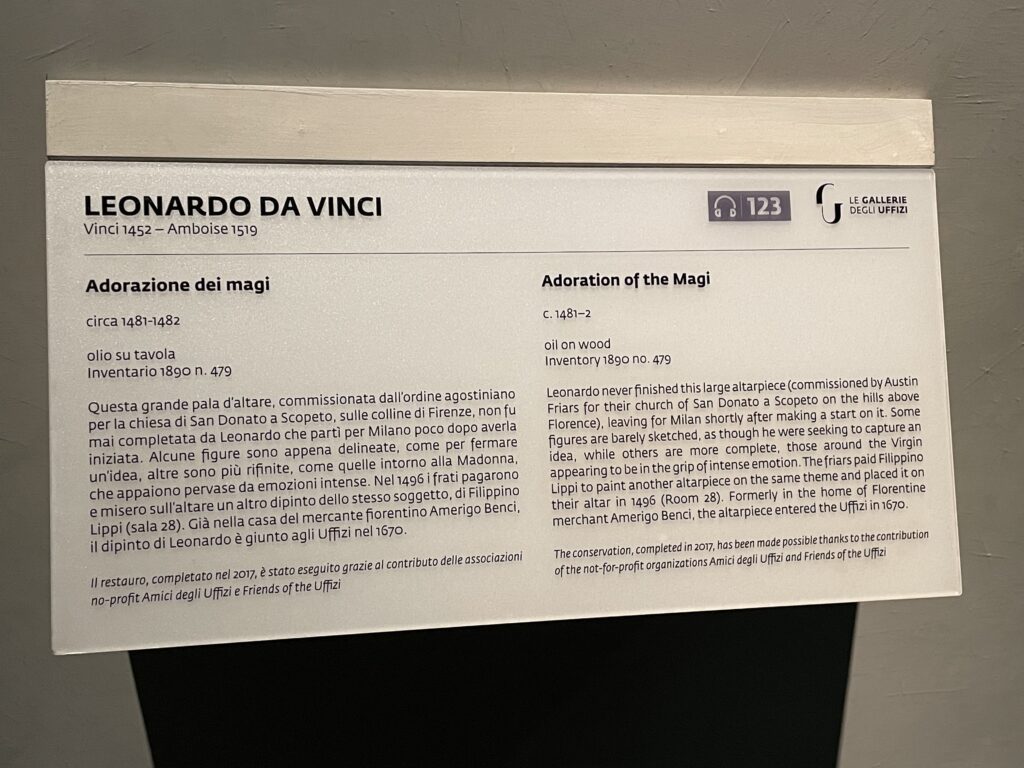 LEONARDO DA VINCI
Vinci 1452 – Amboise 1519
123
LE GALLERIE
DEGLI UFFIZI
Adorazione dei magi
circa 1481-1482
olio su tavola
Inventario 1890 n. 479
Questa grande pala d'altare, commissionata dall'ordine agostiniano
per la chiesa di San Donato a Scopeto, sulle colline di Firenze, non fu
mai completata da Leonardo che partì per Milano poco dopo averla
iniziata. Alcune figure sono appena delineate, come per fermare
un'idea, altre sono più rifinite, come quelle intorno alla Madonna,
che appaiono pervase da emozioni intense. Nel 1496 i frati pagarono
e misero sull'altare un altro dipinto dello stesso soggetto, di Filippino
Lippi (sala 28). Già nella casa del mercante fiorentino Amerigo Benci,
il dipinto di Leonardo è giunto agli Uffizi nel 1670.
Il restauro, completato nel 2017, è stato eseguito grazie al contributo delle associazioni
no-profit Amici degli Uffizi e Friends of the Uffizi
Adoration of the Magi
c. 1481–2
oil on wood
Inventory 1890 no. 479
Leonardo never finished this large altarpiece (commissioned by Austin
Friars for their church of San Donato a Scopeto on the hills above
Florence), leaving for Milan shortly after making a start on it. Some
figures are barely sketched, as though he were seeking to capture an
idea, while others are more complete, those around the Virgin
appearing to be in the grip of intense emotion. The friars paid Filippino
Lippi to paint another altarpiece on the same theme and placed it on
their altar in 1496 (Room 28). Formerly in the home of Florentine
merchant Amerigo Benci, the altarpiece entered the Uffizi in 1670.
The conservation, completed in 2017, has been made possible thanks to the contribution
of the not-for-profit organizations Amici degli Uffizi and Friends of the Uffizi